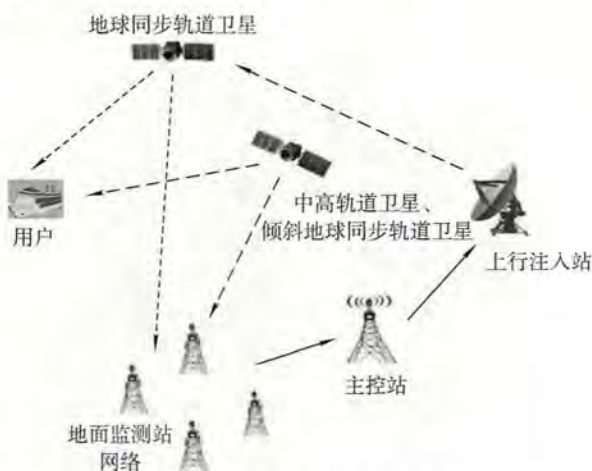 地球同步轨道卫星
中高轨道卫星、
倾斜地球同步轨道卫星
用户
上行注入站
主控站
地面监测站
网络